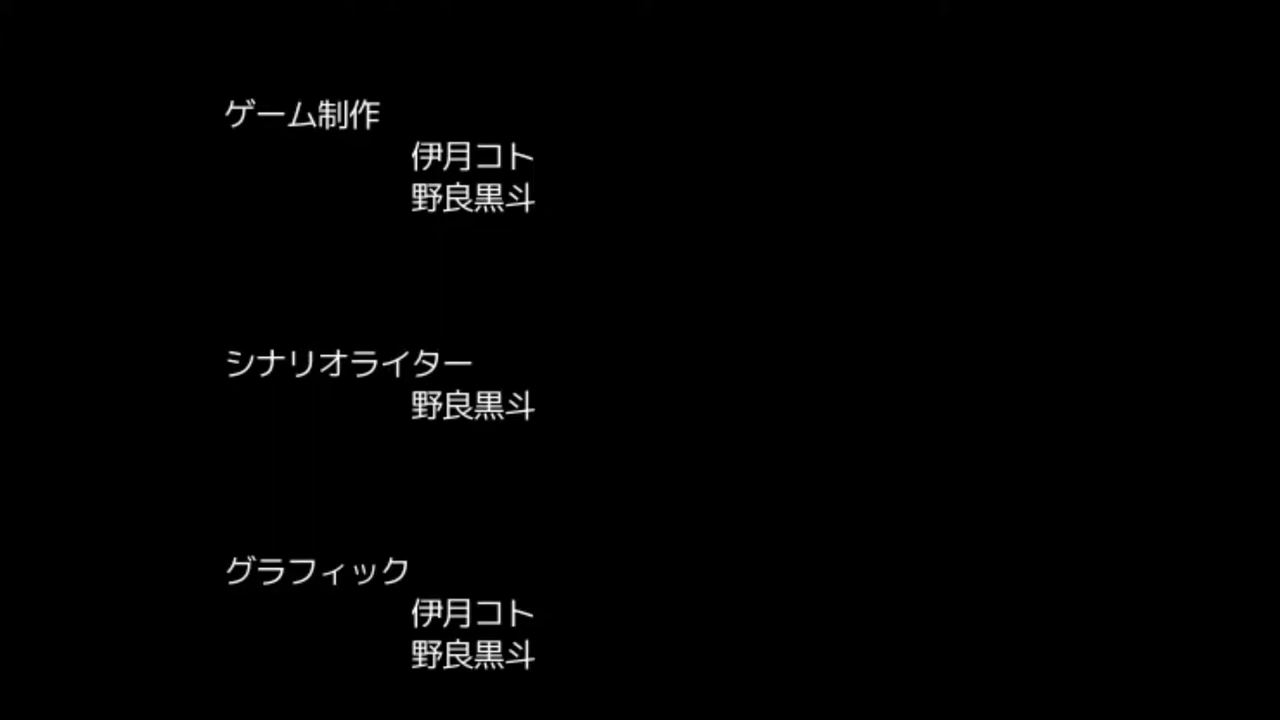 ゲーム制作
伊月コト
野良黒斗
シナリオライター
野良黒斗
グラフィック
伊月コト
野良黒斗